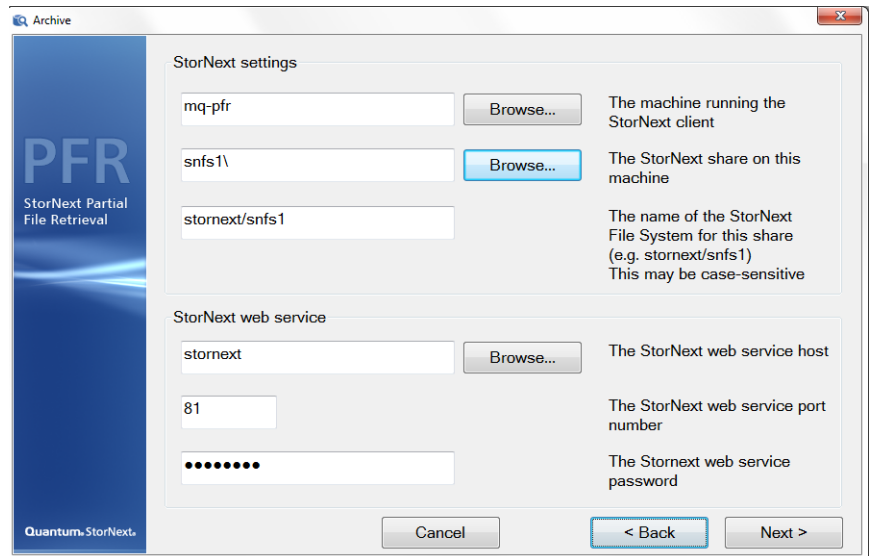 Archive
PFR
StorNext Partial
File Retrieval
Quantum. StorNext.
StorNext settings
mq-pfr
Browse...
The machine running the
StorNext client
snfs1\
Browse...
The StorNext share on this
machine
stornext/snfs1
The name of the StorNext
File System for this share
(e.g. stornext/snfs1)
This may be case-sensitive
StorNext web service
stornext
Browse...
The StorNext web service host
81
The StorNext web service port
number
●●●●●●●●
The Stornext web service
password
Cancel
< Back
Next >